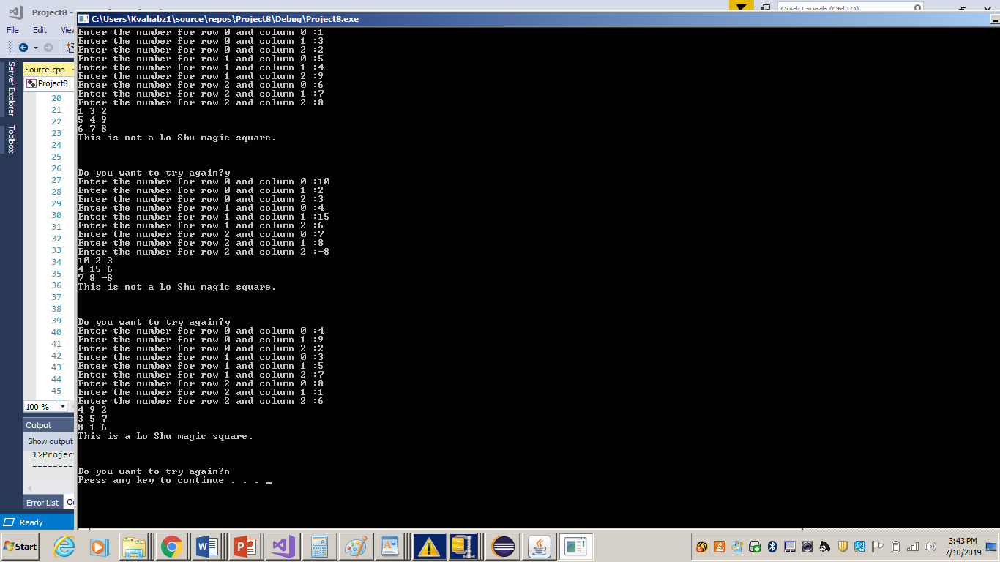 Project8 -
Quick Launch (Ctrl+Q)
C:\Users\Kvahabz1\source\repos\Project8\Debug\Project8.exe
File Edit View
Server Explorer
Toolbox
Source.cpp
Project8
20
21
22
23
24
25
26
27
28
29
30
31
32
33
34
35
36
37
38
39
40
41
42
43
44
45
100 %
Output
Show output
1>Project
=========
Error List
Ready
Enter the number for row 0 and column 0 :1
Enter the number for row 0 and column 1 :3
Enter the number for row 0 and column 2 :2
Enter the number for row 1 and column 0 :5
Enter the number for row 1 and column 1 :4
Enter the number for row 1 and column 2 :9
Enter the number for row 2 and column 0 :6
Enter the number for row 2 and column 1 :7
Enter the number for row 2 and column 2 :8
1 3 2
5 4 9
6 7 8
This is not a Lo Shu magic square.
Do you want to try again?y
Enter the number for row 0 and column 0 :10
Enter the number for row 0 and column 1 :2
Enter the number for row 0 and column 2 :3
Enter the number for row 1 and column 0 :4
Enter the number for row 1 and column 1 :15
Enter the number for row 1 and column 2 :6
Enter the number for row 2 and column 0 :7
Enter the number for row 2 and column 1 :8
Enter the number for row 2 and column 2 :-8
10 2 3
4 15 6
7 8 -8
This is not a Lo Shu magic square.
Do you want to try again?y
Enter the number for row 0 and column 0 :4
Enter the number for row 0 and column 1 :9
Enter the number for row 0 and column 2 :2
Enter the number for row 1 and column 0 :3
Enter the number for row 1 and column 1 :5
Enter the number for row 1 and column 2 :7
Enter the number for row 2 and column 0 :8
Enter the number for row 2 and column 1 :1
Enter the number for row 2 and column 2 :6
4 9 2
3 5 7
8 1 6
This is a Lo Shu magic square.
Do you want to try again?n
Press any key to continue . . . _
Start
3:43 PM
7/10/2019